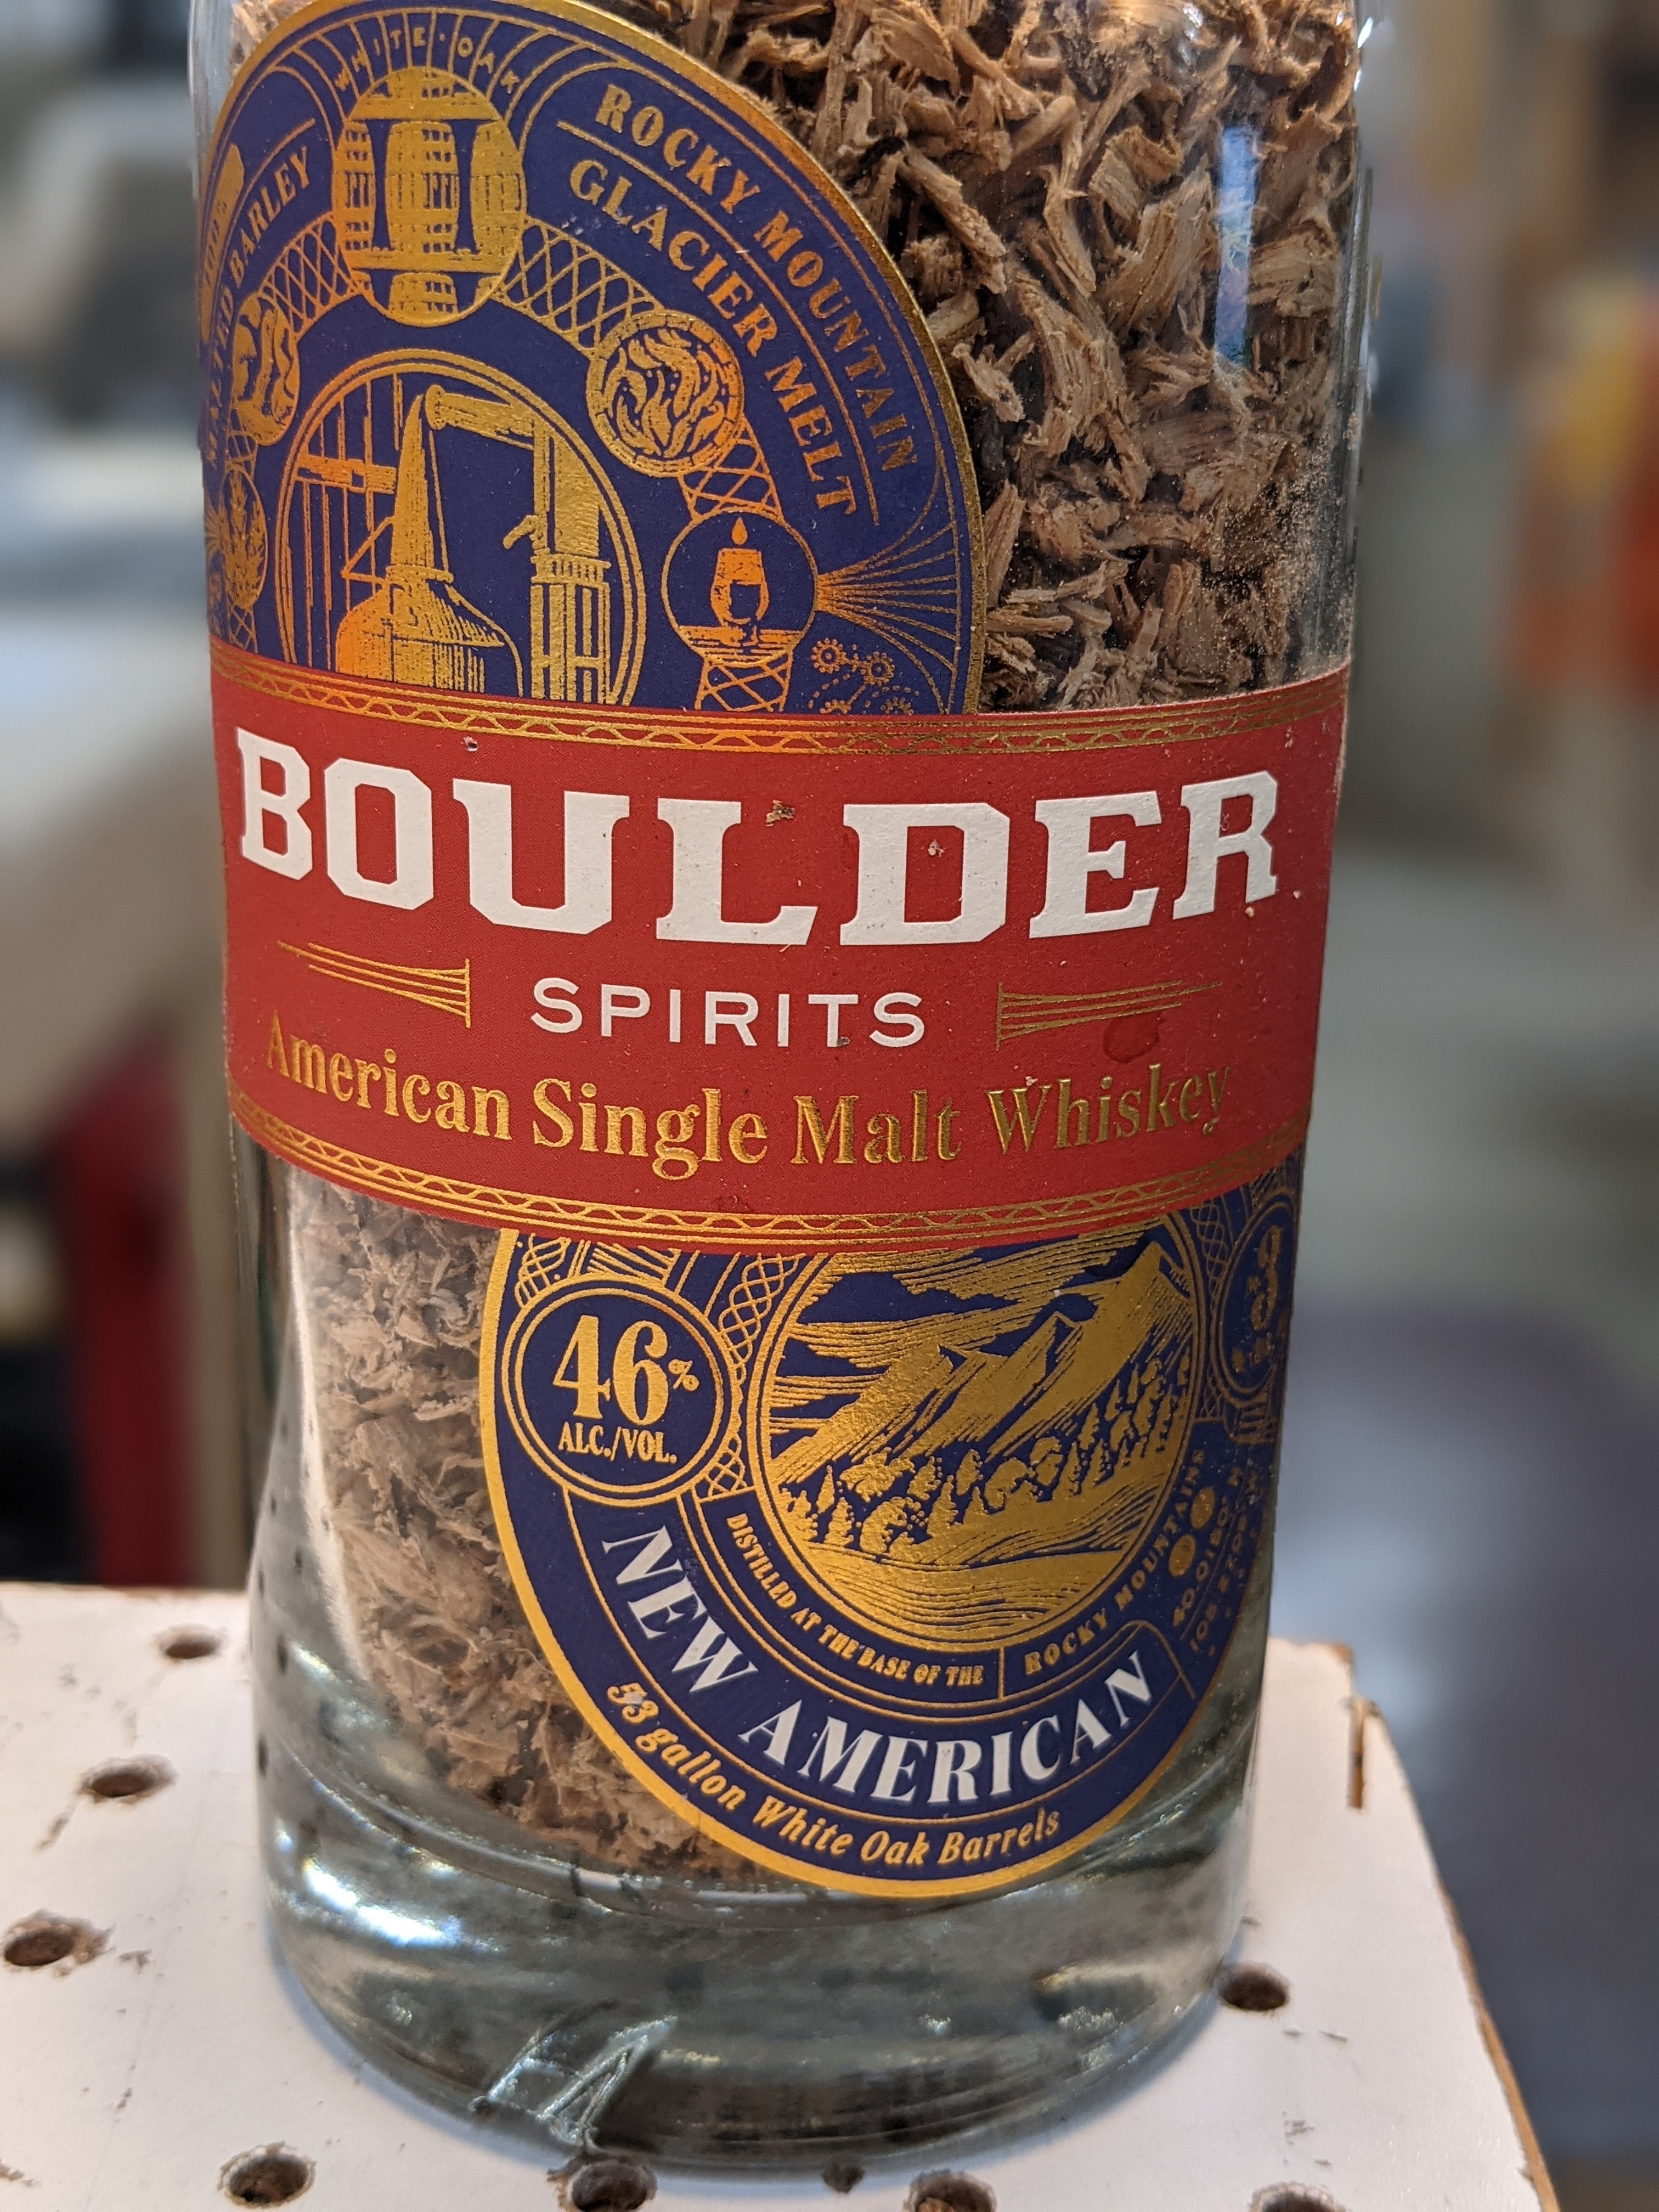 WHITE·OAK
BARLEY
ROCKY MOUNTAIN
GLACIER MELT
BOULDER
SPIRITS
American Single Malt Whiskey
46%
ALC./VOL.
DISTILLED AT THE BASE OF THE
ROCKY MOUNTAINS
NEW AMERICAN
53 gallon White Oak Barrels